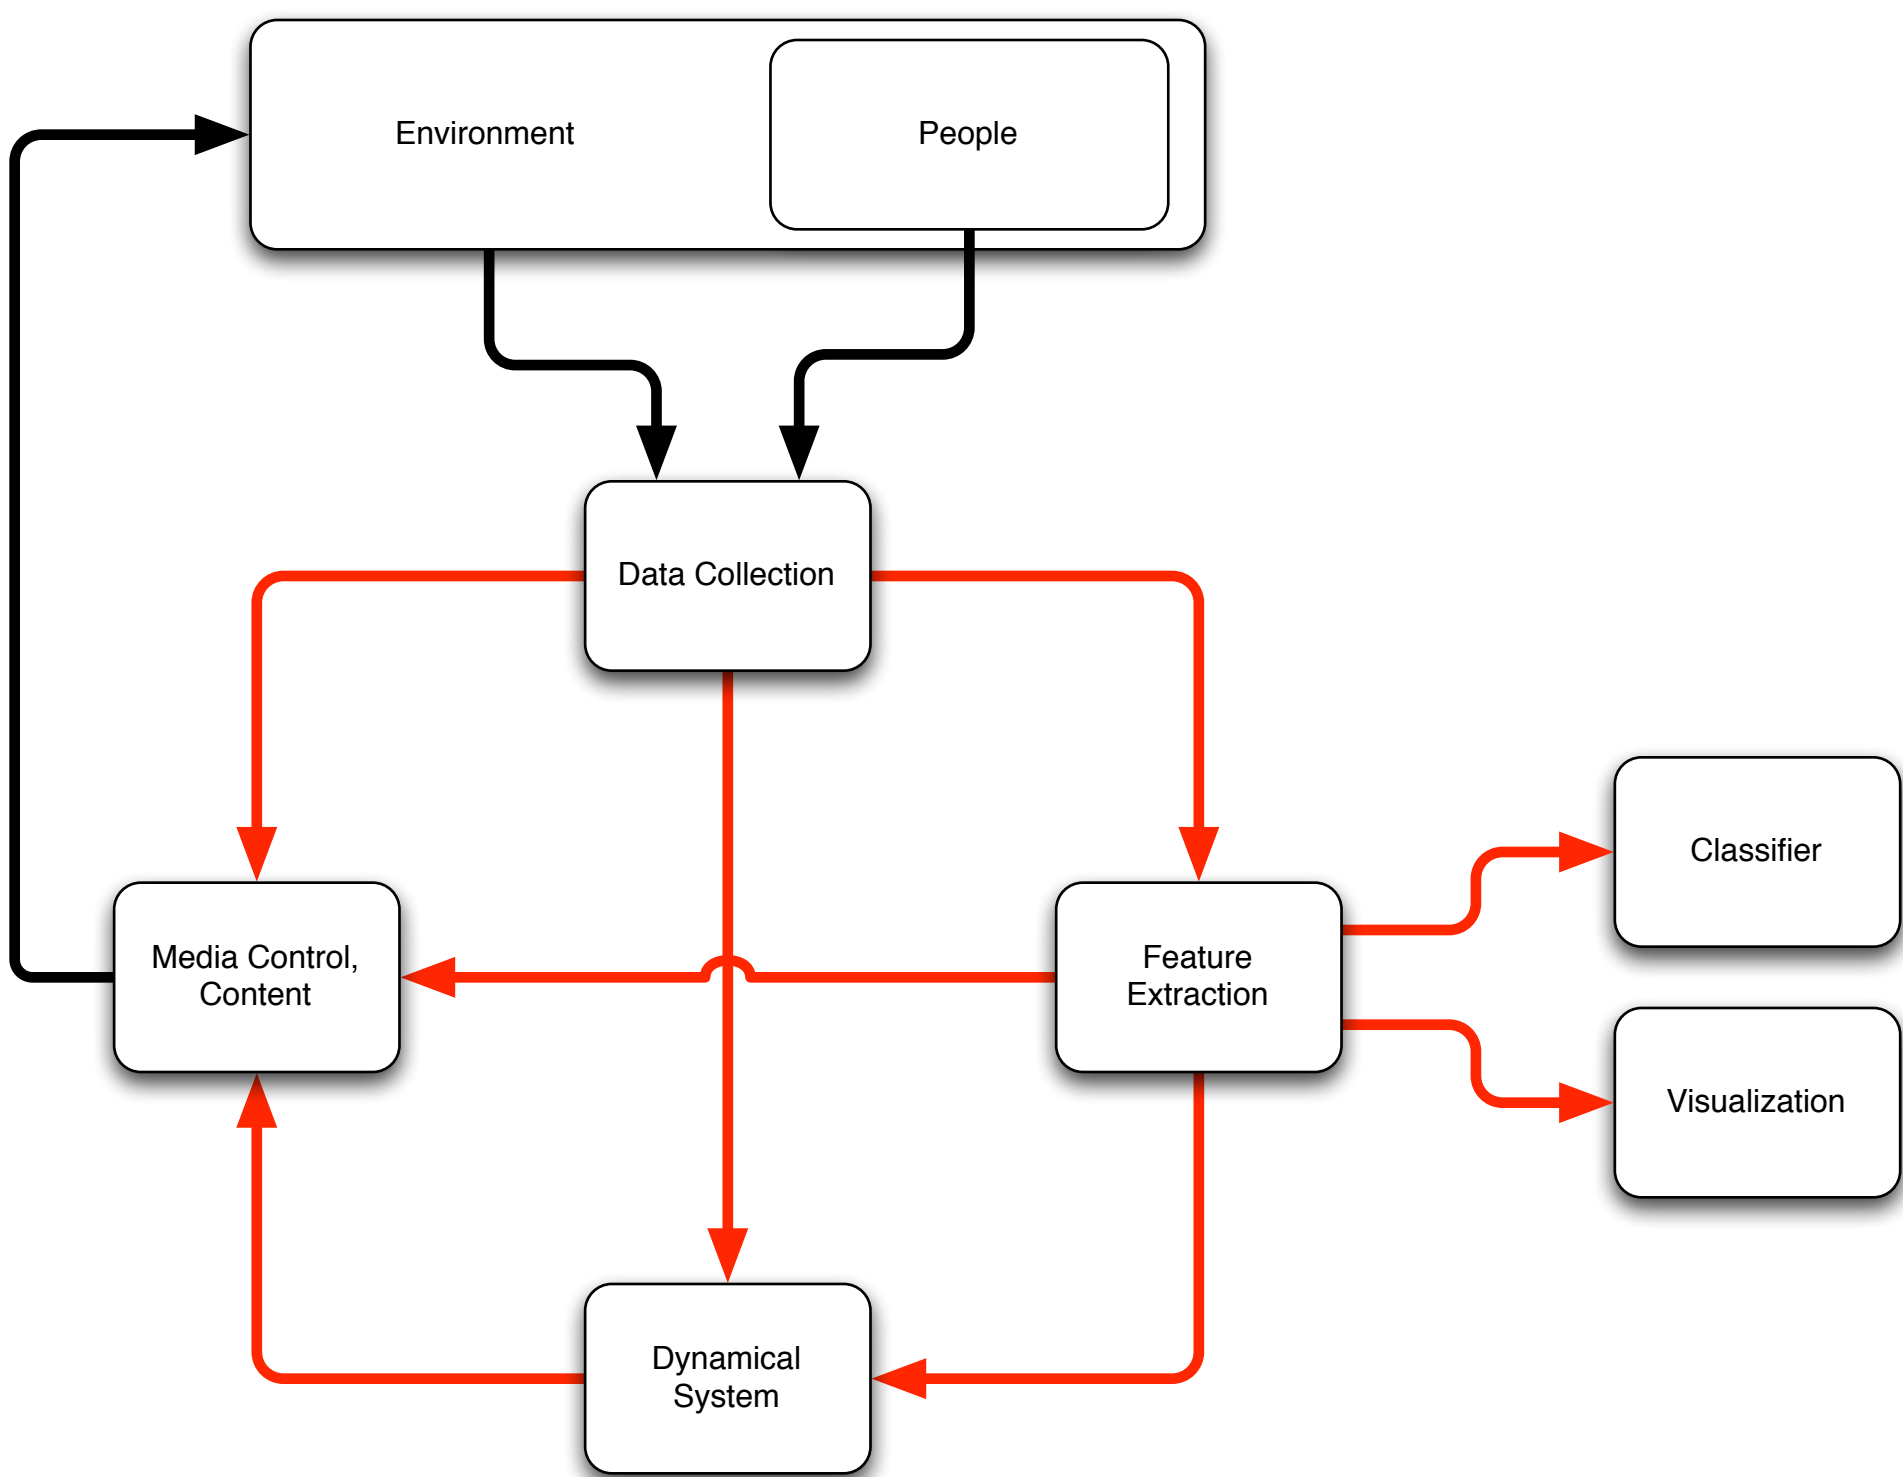 Environment
People
Data Collection
Classifier
Media Control,
Content
Feature
Extraction
Visualization
Dynamical
System